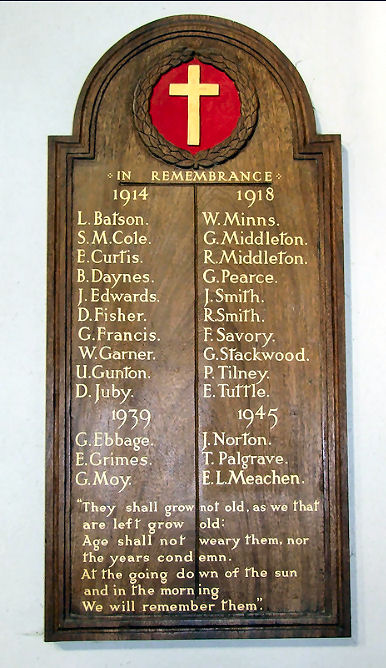 IN REMEMBRANCE
1914 1918
L. Batson. W. Minns.
S. M. Cole. G. Middleton.
E. Curtis. R. Middleton.
B. Daynes. G. Pearce.
J. Edwards. J. Smith.
D. Fisher. R. Smith.
G. Francis. F. Savory.
W. Garner. G. Stackwood.
U. Gunton. P. Tilney.
D. Juby. E. Tuttle.
1939 1945
G. Ebbage. J. Norton.
E. Grimes. T. Palgrave.
G. Moy. E. L. Meachen.
"They shall grow not old, as we that
are left grow old:
Age shall not weary them, nor
the years condemn.
At the going down of the sun
and in the morning
We will remember them".